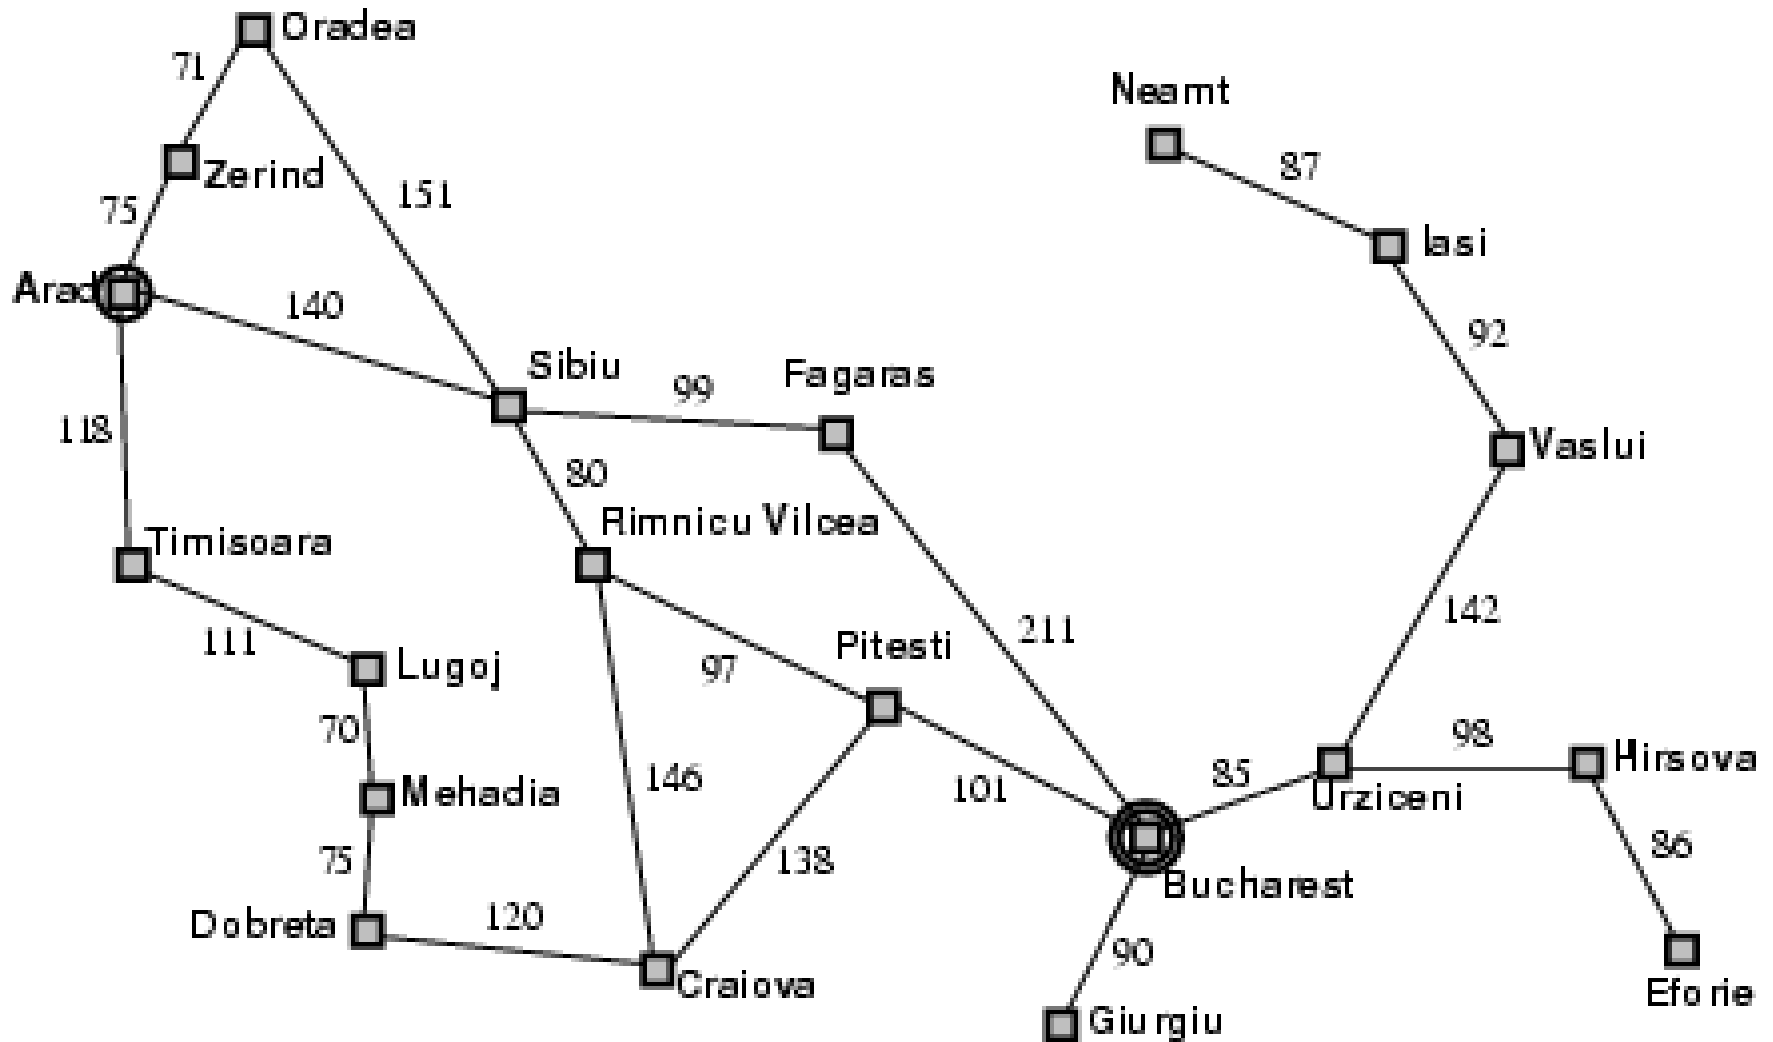 Oradea
71
Neamt
87
Zerind
151
75
Iasi
Arad
140
92
Sibiu
99
Fagaras
118
Vaslui
80
Rimnicu Vilcea
Timisoara
142
111
211
Pitesti
97
Lugoj
70
98
Hirsova
146
101
85
Mehadia
Urziceni
75
138
86
Bucharest
120
Dobreta
90
Craiova
Eforie
Giurgiu